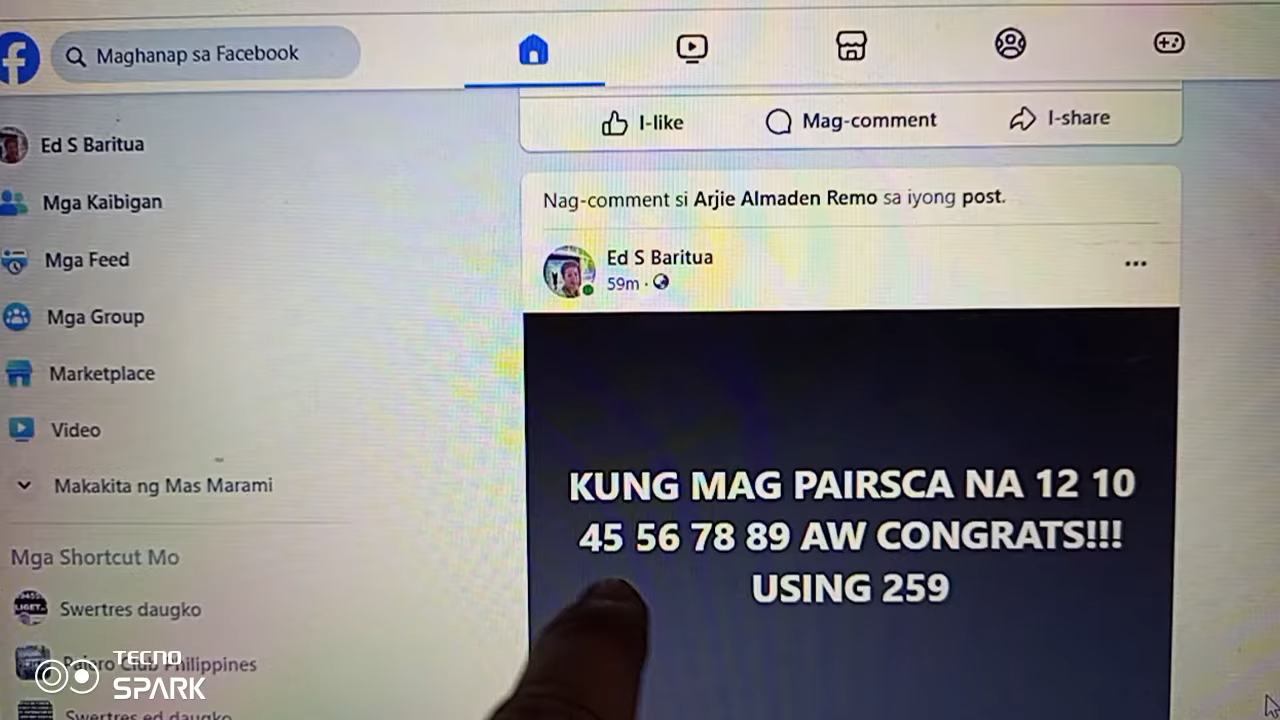 Maghanap sa Facebook
Ed S Baritua
Mga Kaibigan
Mga Feed
Mga Group
Marketplace
Video
Makakita ng Mas Marami
Mga Shortcut Mo
Swertres daugko
Pajero Club Philippines
Swertres ed daugko
I-like
Mag-comment
I-share
Nag-comment si Arjie Almaden Remo sa iyong post.
Ed S Baritua
59m
KUNG MAG PAIRSCA NA 12 10
45 56 78 89 AW CONGRATS!!!
USING 259
TECNO
SPARK